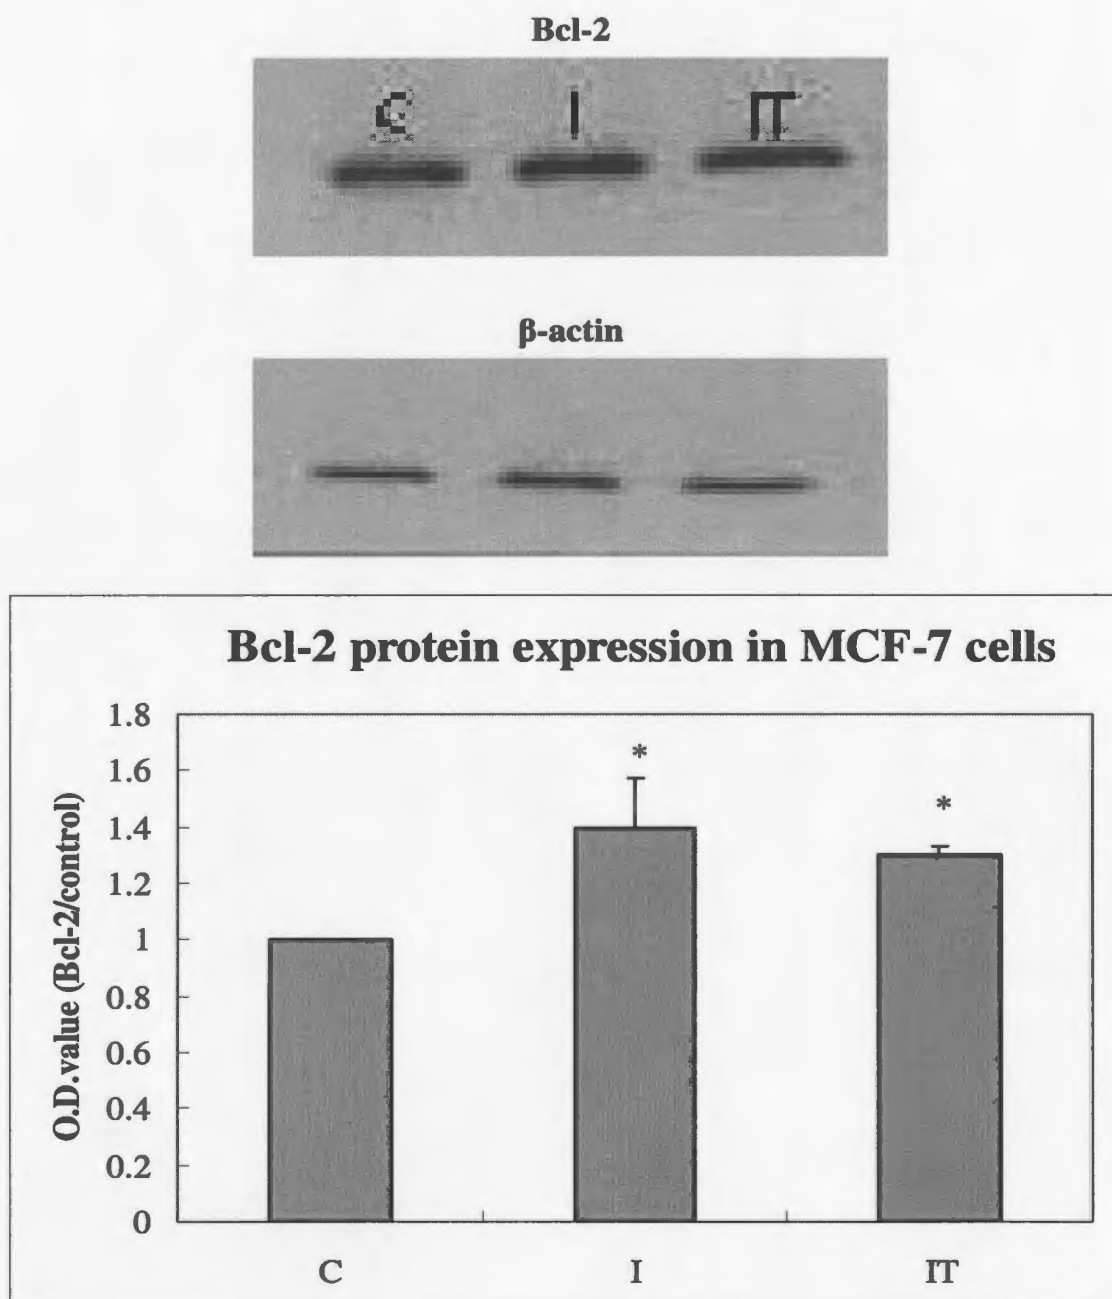 Bcl-2
C I IT
β-actin
Bcl-2 protein expression in MCF-7 cells
O.D.value (Bcl-2/control)
1.8
1.6
1.4
1.2
1
0.8
0.6
0.4
0.2
0
*
*
C I IT